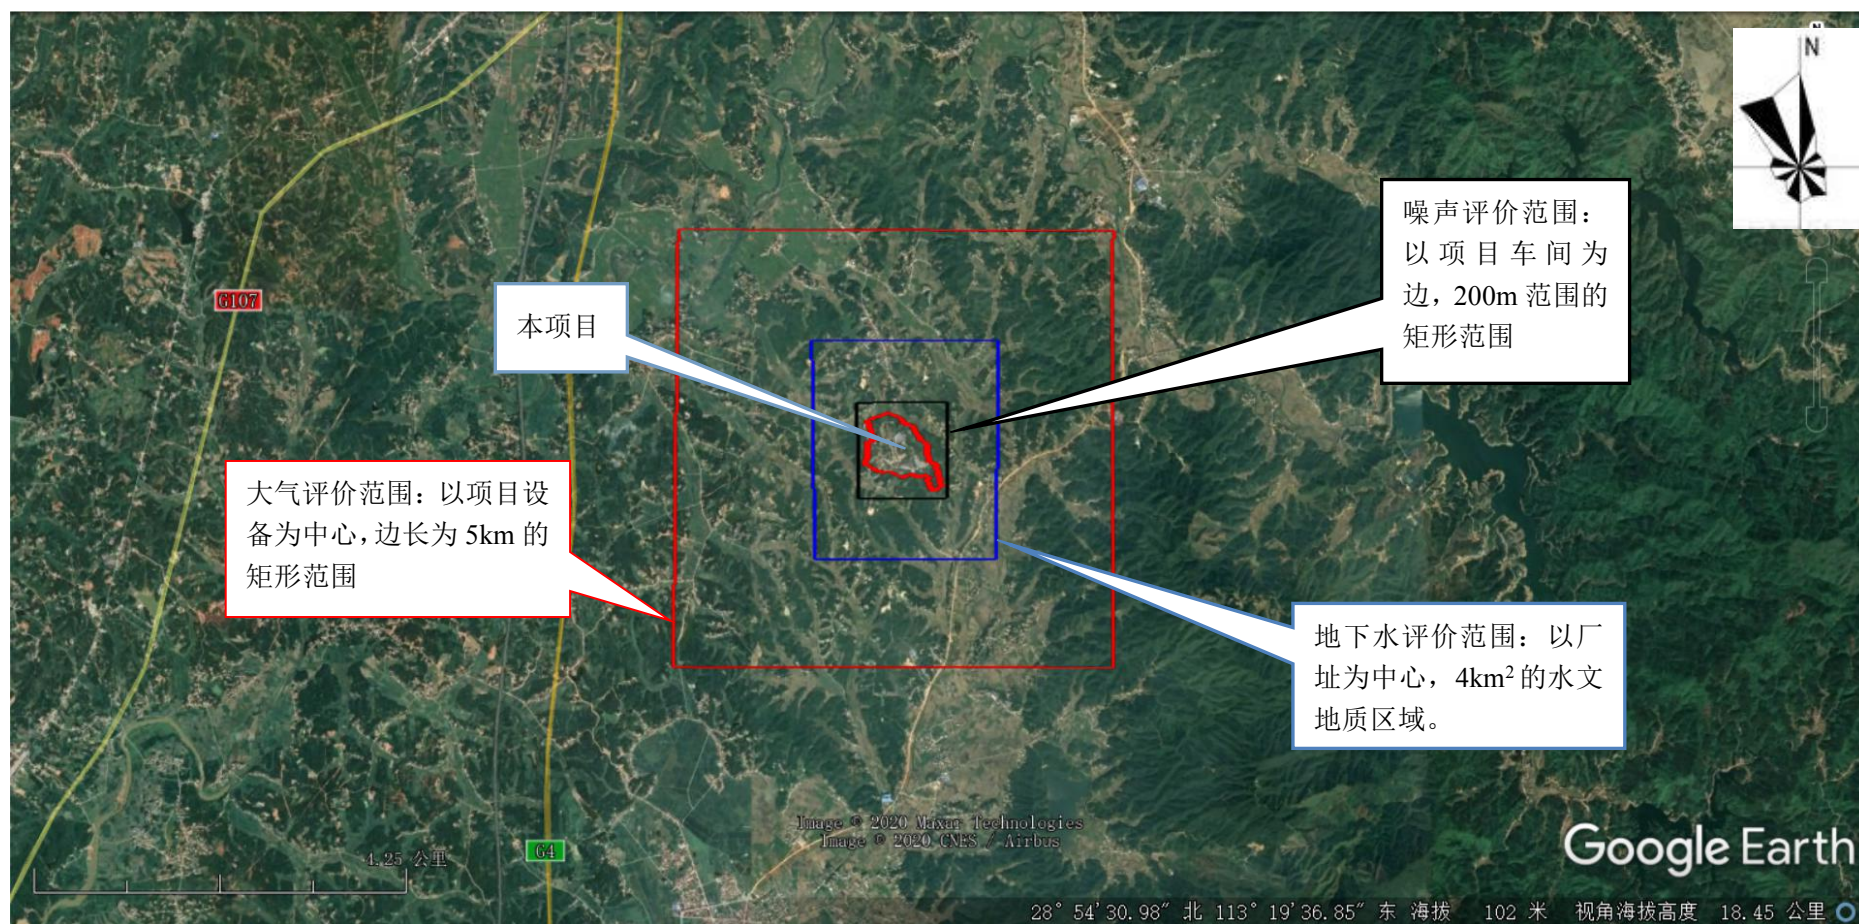 N
N
噪声评价范围：
以项目车间为
边，200m 范围的
矩形范围
G107
本项目
大气评价范围：以项目设
备为中心，边长为 5km 的
矩形范围
地下水评价范围：以厂
址为中心，4km²的水文
地质区域。
Image © 2020 Maxar Technologies
Image © 2020 CNES / Airbus
G4
4.25 公里
Google Earth
28° 54′30.98″ 北 113° 19′36.85″ 东 海拔 102 米 视角海拔高度 18.45 公里